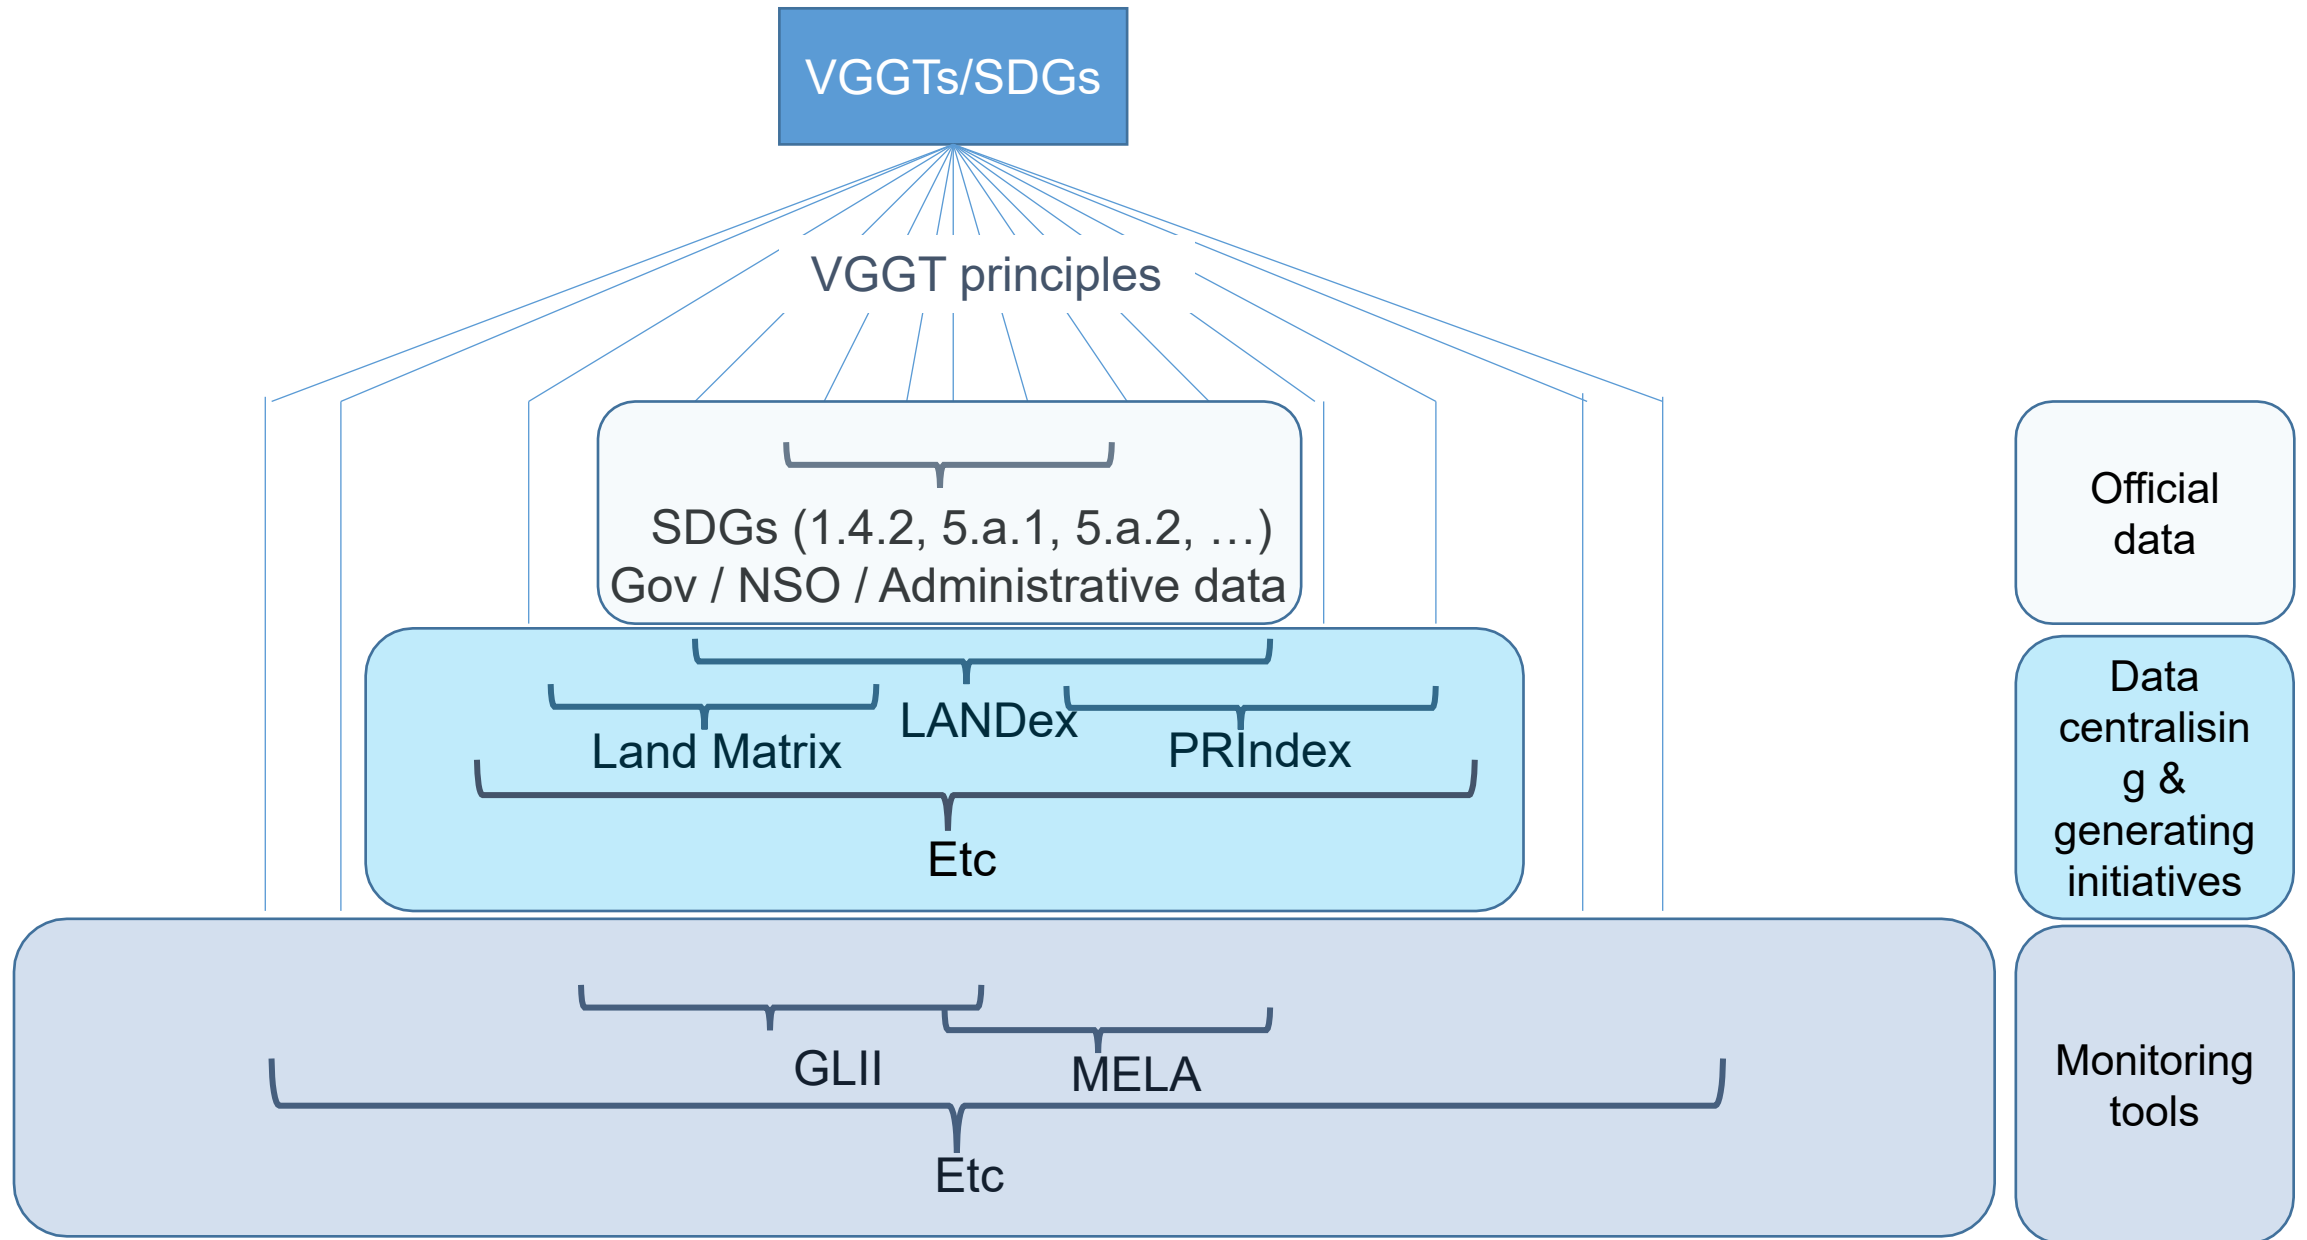 VGGTs/SDGs
VGGT principles
SDGs (1.4.2, 5.a.1, 5.a.2, …)
Gov / NSO / Administrative data
LANDex
Land Matrix
PRIndex
Etc
GLII
MELA
Etc
Official
data
Data
centralisin
g &
generating
initiatives
Monitoring
tools